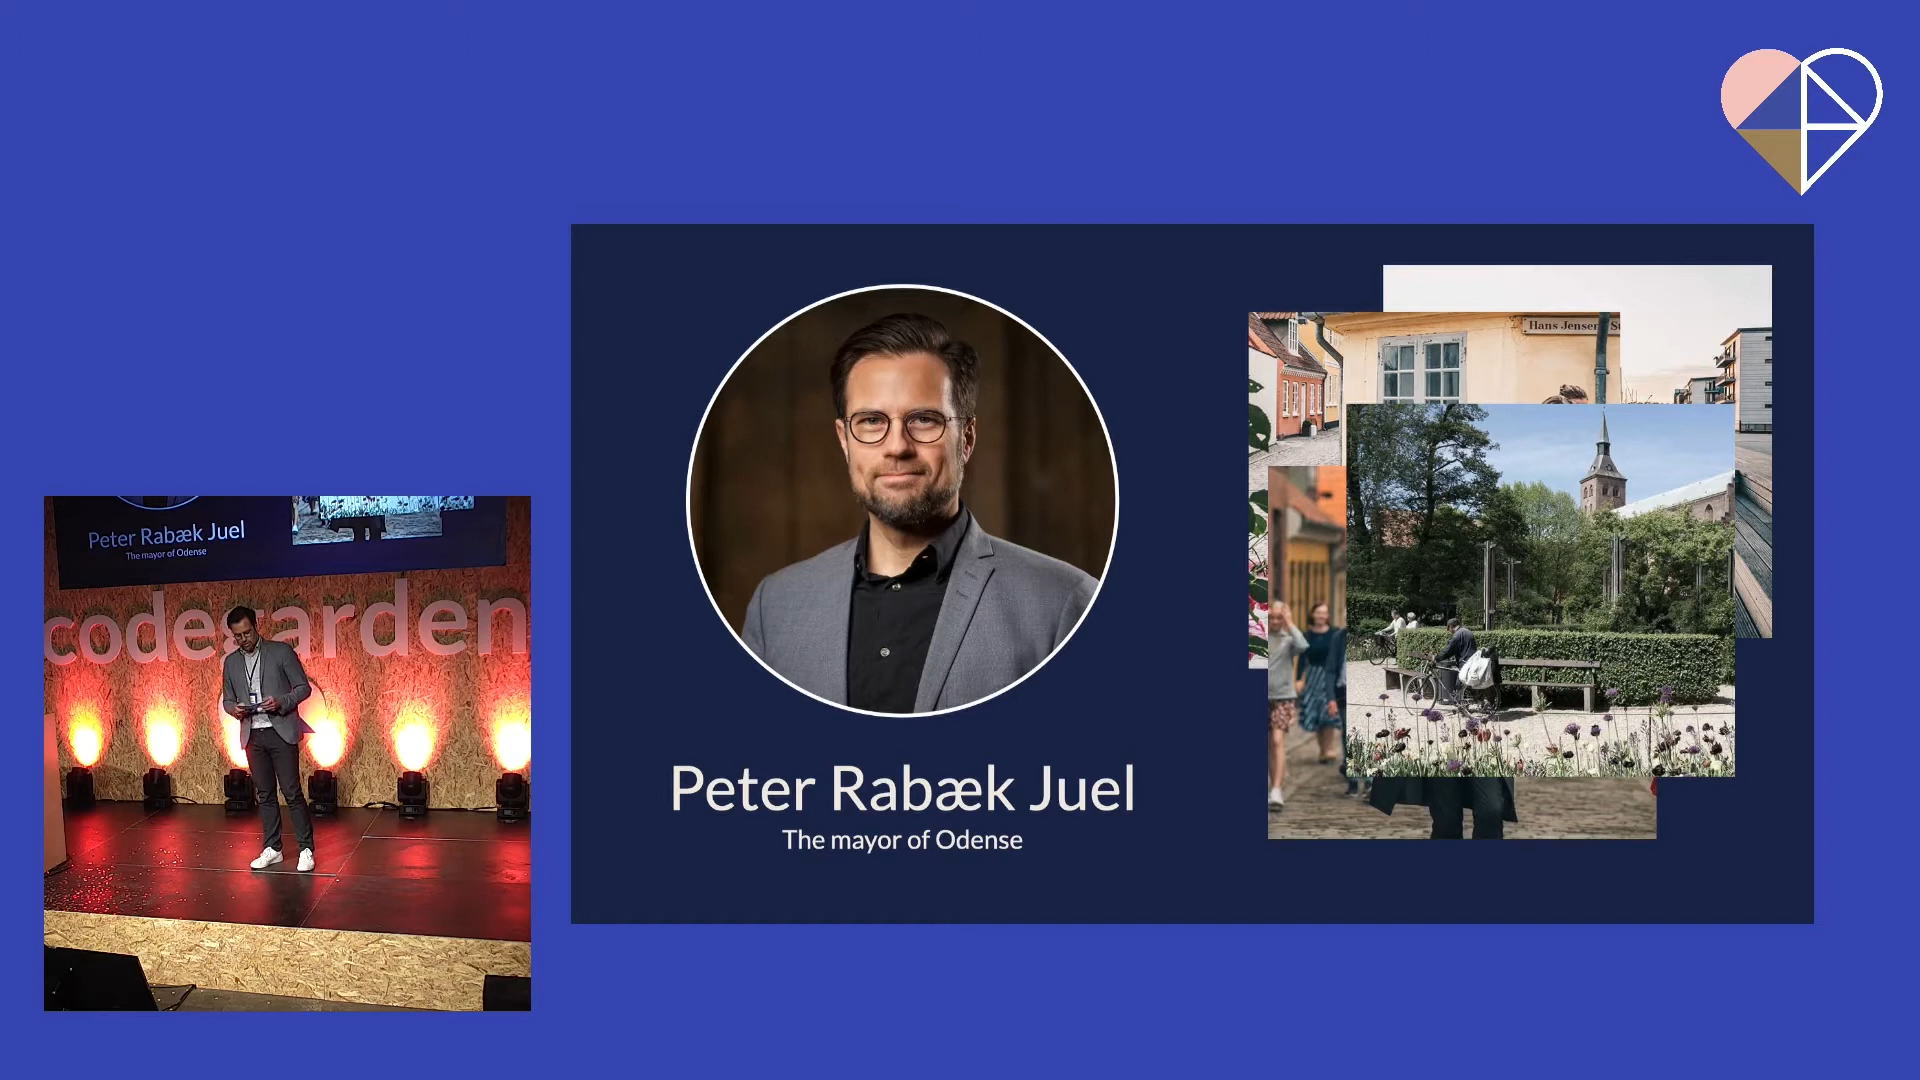 Hans Jensen
Peter Rabæk Juel
The mayor of Odense
Peter Rabæk Juel
The mayor of Odense
codegarden